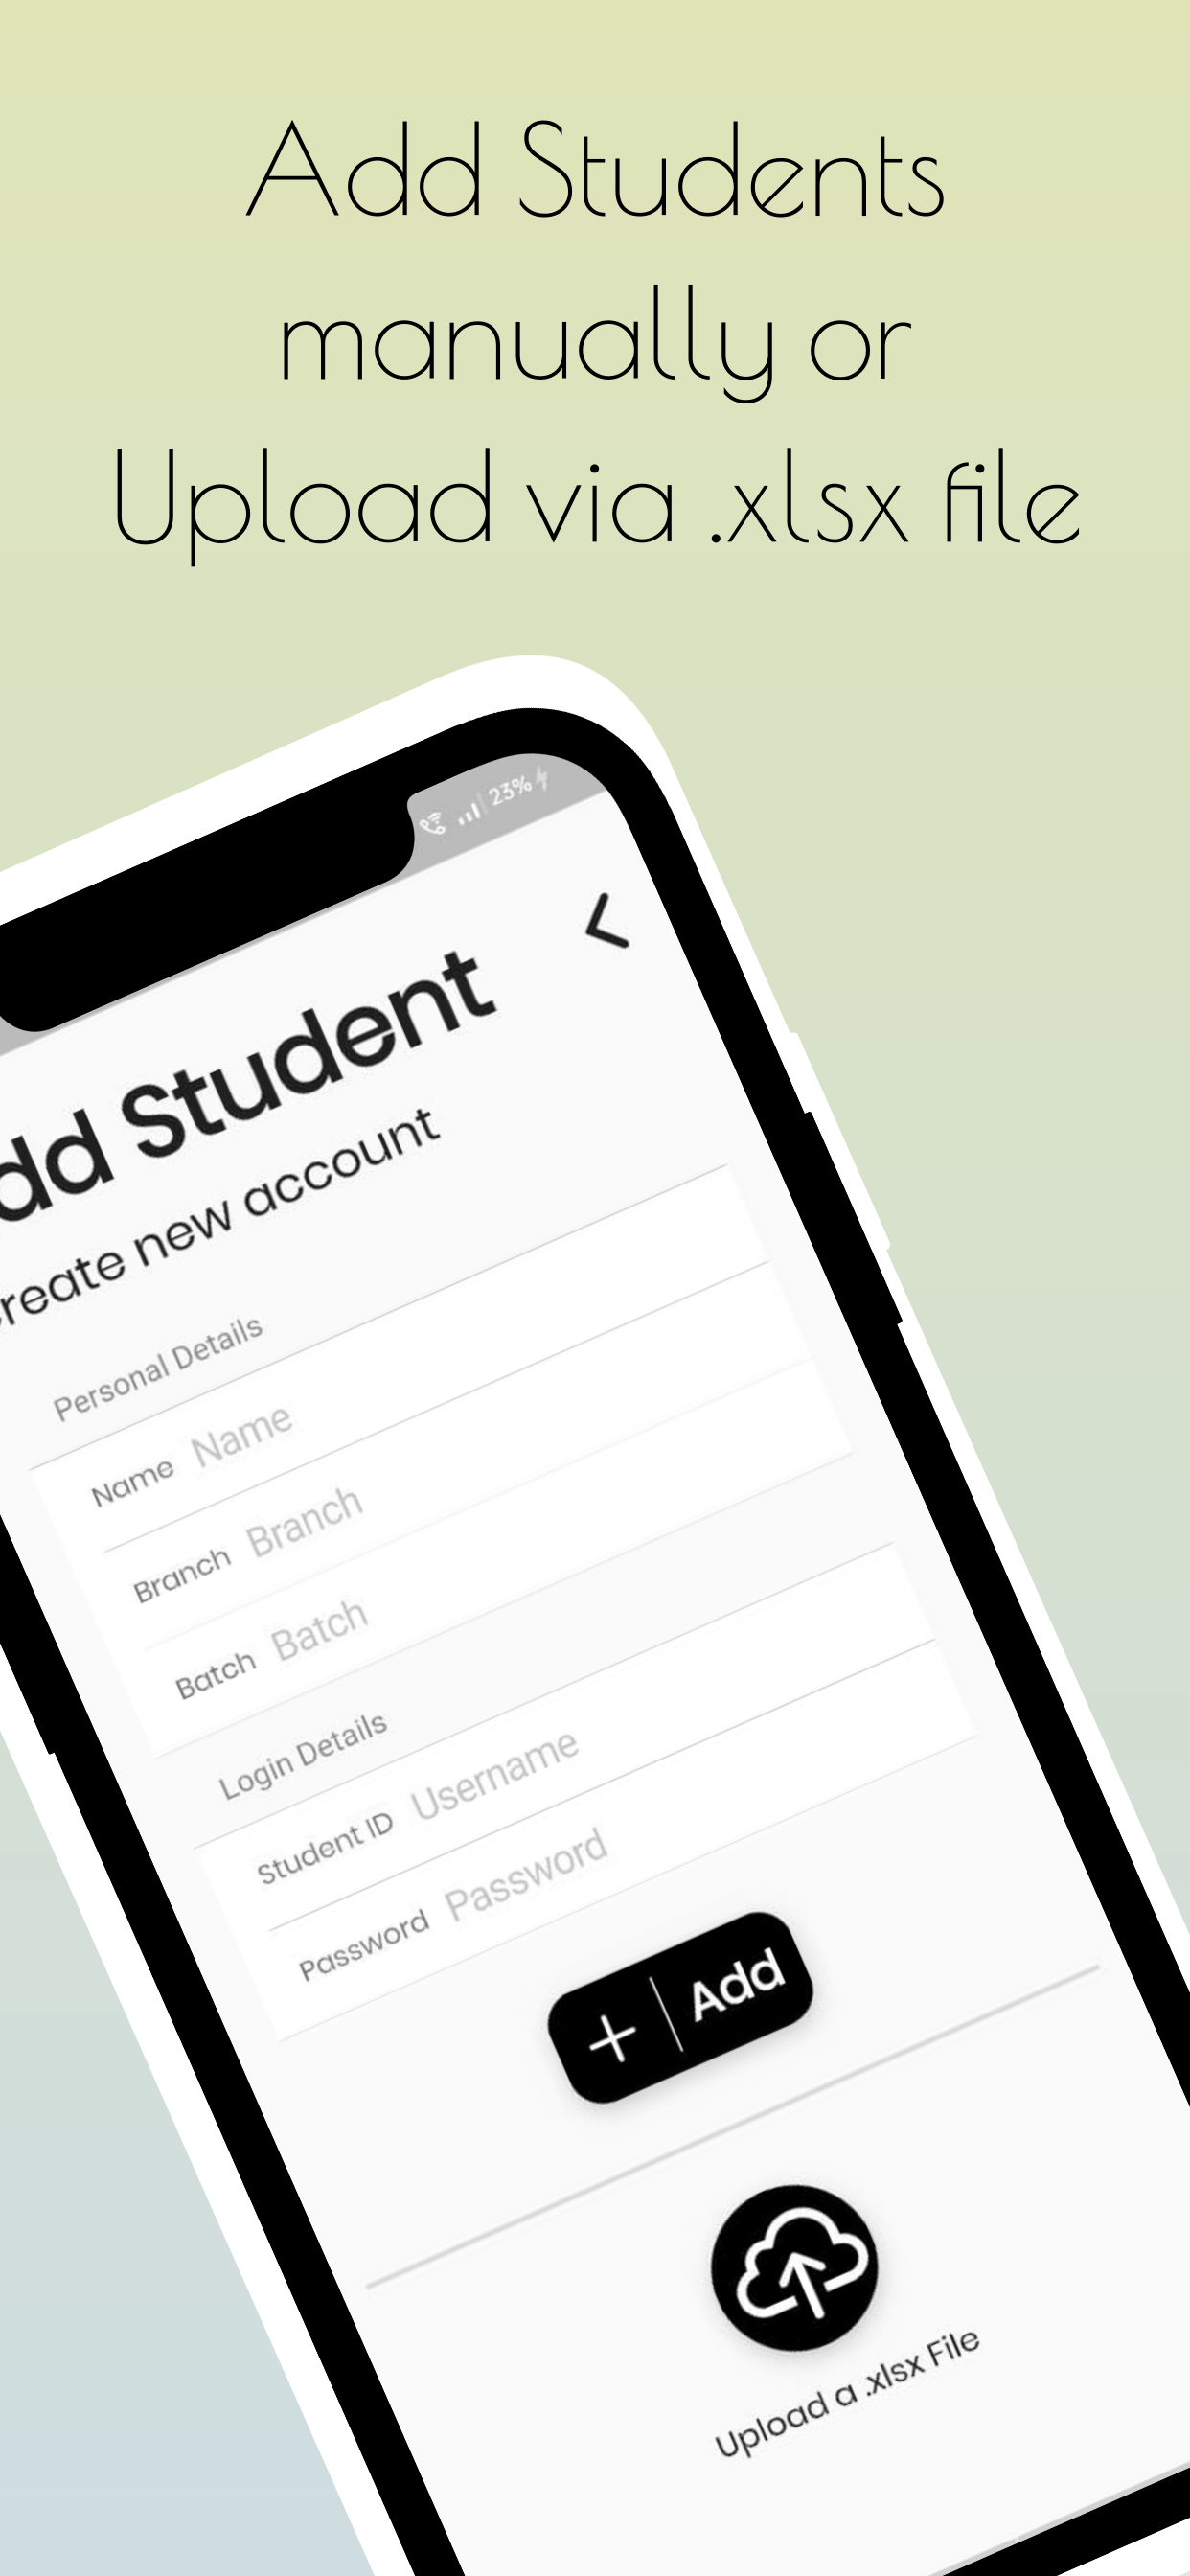 Add Students
manually or
Upload via .xlsx file
23%
dd Student
reate new account
Personal Details
Name Name
Branch Branch
Batch Batch
Login Details
Student ID Username
Password Password
+ | Add
Upload a .xlsx File